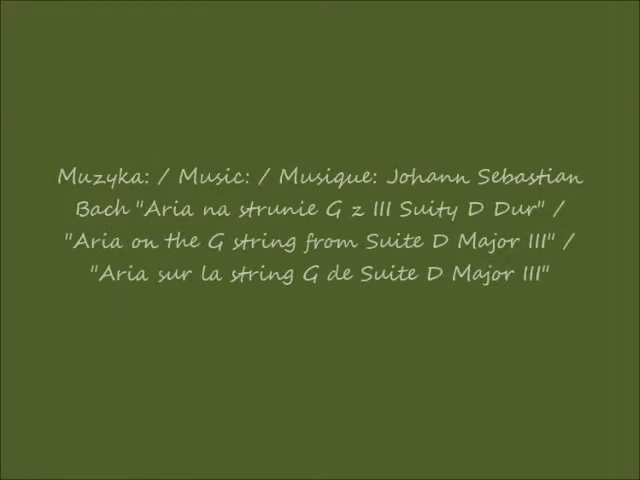 Muzyka: / Music: / Musique: Johann Sebastian
Bach "Aria na strunie G z III Suity D Dur" /
"Aria on the G string from Suite D Major III" /
"Aria sur la string G de Suite D Major III"